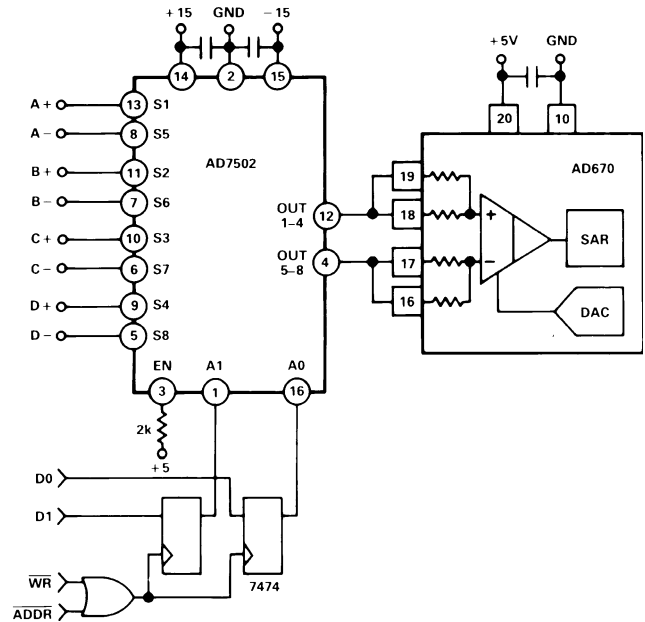 +15 GND −15
14 2 15
+5V GND
20 10
A+ 13 S1
A− 8 S5
B+ 11 S2
B− 7 S6
C+ 10 S3
C− 6 S7
D+ 9 S4
D− 5 S8
AD7502
OUT
1–4
12
OUT
5–8
4
AD670
19
18
17
16
+
−
SAR
DAC
EN A1 A0
3 1 16
2k
+5
D0
D1
7474
WR
ADDR